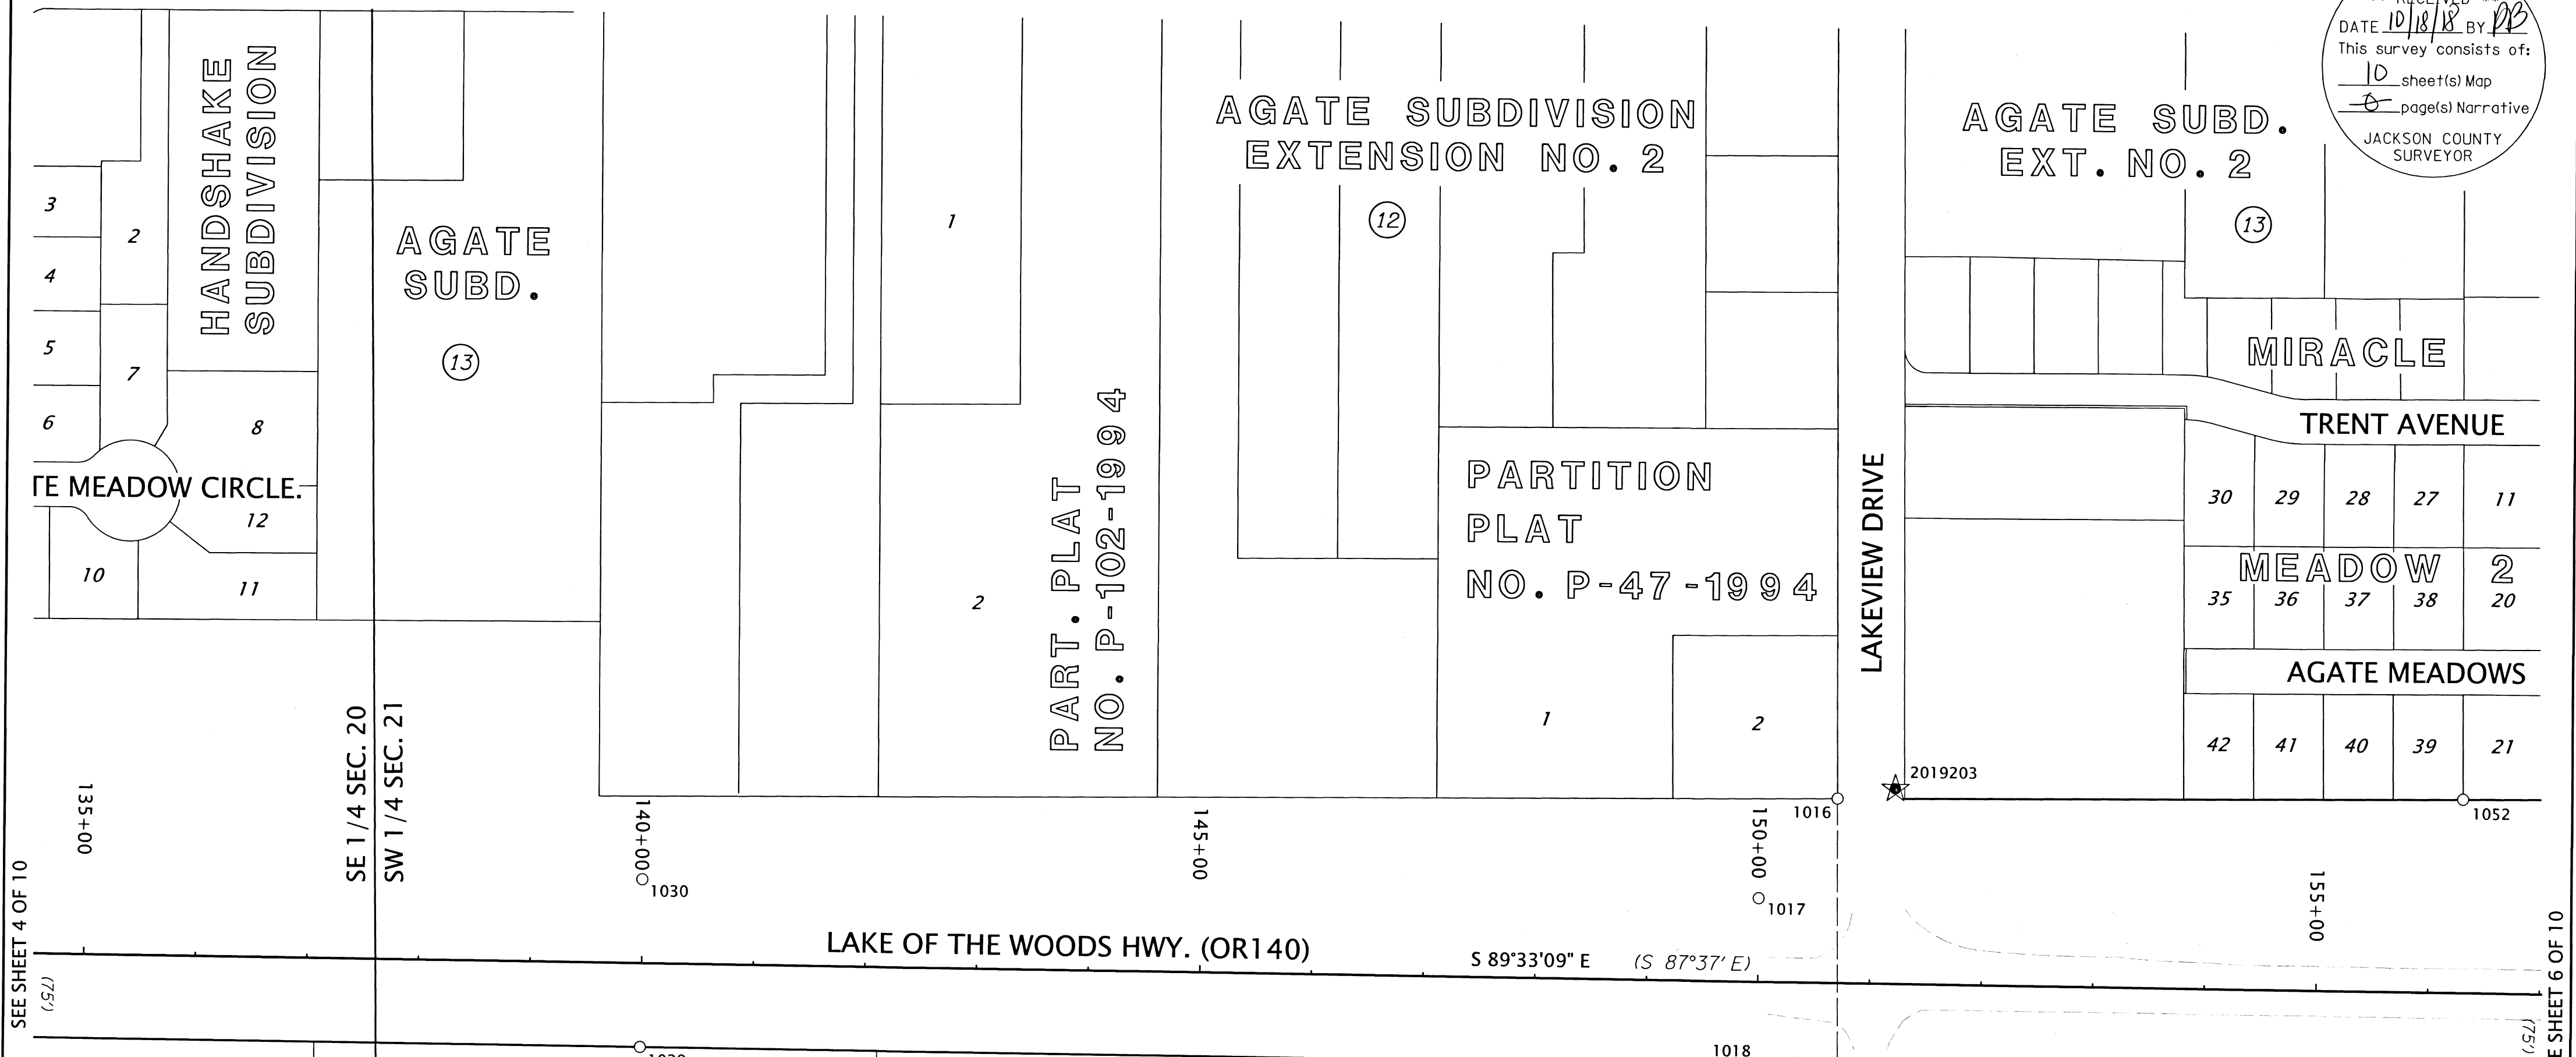 RECEIVED
DATE 10/18/18 BY
This survey consists of:
10 sheet(s) Map
0 page(s) Narrative
JACKSON COUNTY
SURVEYOR
HANDSHAKE
SUBDIVISION
3
2
4
5
7
6
8
TE MEADOW CIRCLE.
12
10
11
AGATE
SUBD.
13
1
2
PART. PLAT
NO. P-102-1994
AGATE SUBDIVISION
EXTENSION NO. 2
12
PARTITION
PLAT
NO. P-47-1994
1
2
LAKEVIEW DRIVE
AGATE SUBD.
EXT. NO. 2
13
MIRACLE
TRENT AVENUE
30 29 28 27 11
MEADOW 2
35 36 37 38 20
AGATE MEADOWS
42 41 40 39 21
2019203
1016
1052
SE 1/4 SEC. 20
SW 1/4 SEC. 21
135+00
140+00
145+00
150+00
155+00
1030
1017
LAKE OF THE WOODS HWY. (OR140)
S 89°33'09" E (S 87°37' E)
SEE SHEET 4 OF 10
(75')
E SHEET 6 OF 10
(75')
1018